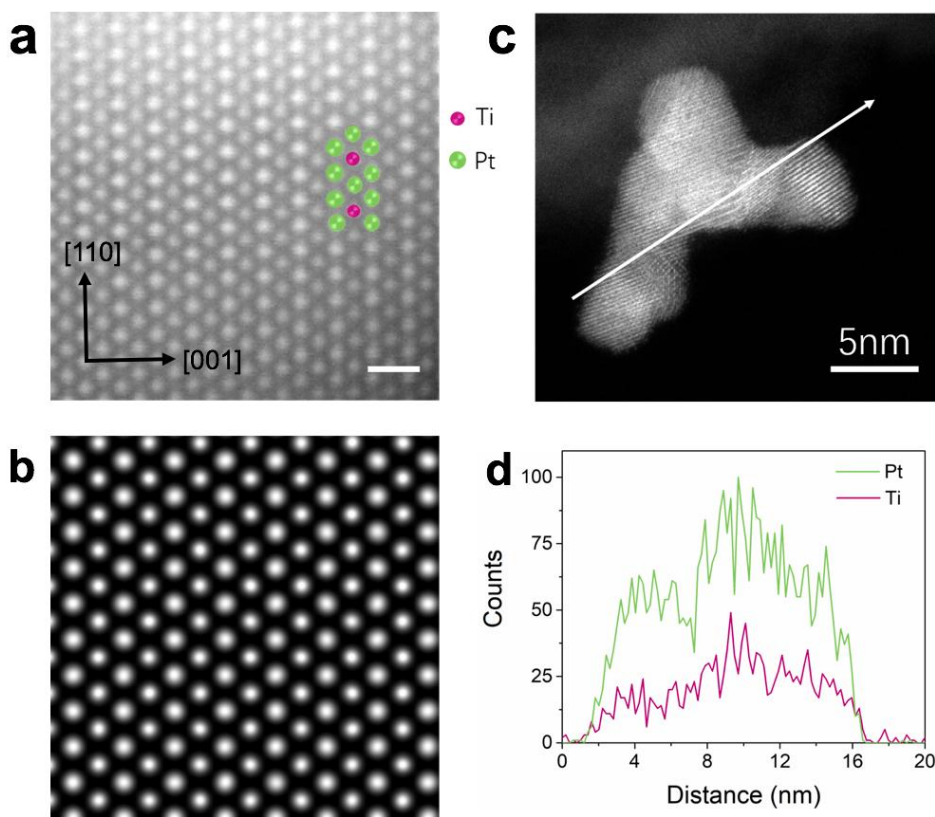 a
Ti
Pt
[110]
[001]
c
5nm
b
d
Pt
Ti
100
75
50
25
0
Counts
0 4 8 12 16 20
Distance (nm)